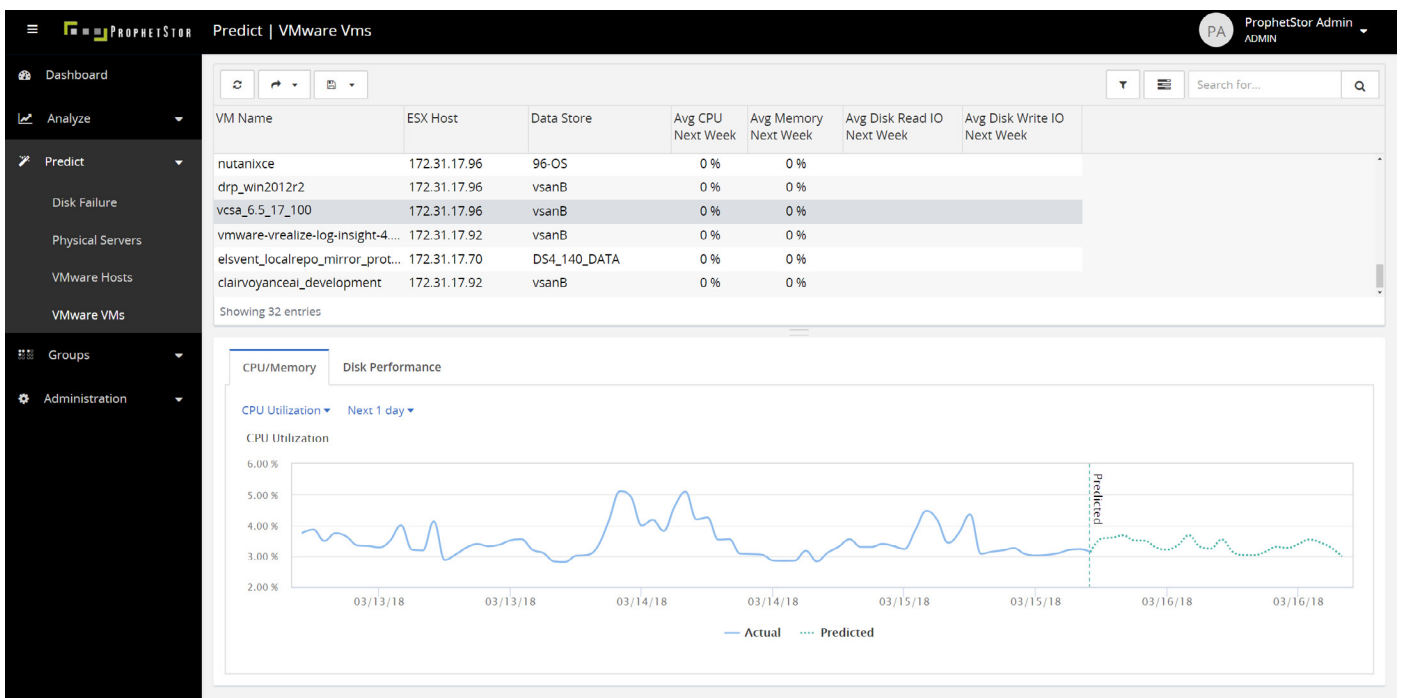 PROPHETSTOR
Predict | VMware Vms
PA
ProphetStor Admin
ADMIN
Dashboard
Analyze
Predict
Disk Failure
Physical Servers
VMware Hosts
VMware VMs
Groups
Administration
Search for...
VM Name ESX Host Data Store Avg CPU Next Week Avg Memory Next Week Avg Disk Read IO Next Week Avg Disk Write IO Next Week
nutanixce 172.31.17.96 96-OS 0 % 0 %
drp_win2012r2 172.31.17.96 vsanB 0 % 0 %
vcsa_6.5_17_100 172.31.17.96 vsanB 0 % 0 %
vmware-vrealize-log-insight-4.... 172.31.17.92 vsanB 0 % 0 %
elsvent_localrepo_mirror_prot... 172.31.17.70 DS4_140_DATA 0 % 0 %
clairvoyanceai_development 172.31.17.92 vsanB 0 % 0 %
Showing 32 entries
CPU/Memory Disk Performance
CPU Utilization Next 1 day
CPU Utilization
6.00 %
5.00 %
4.00 %
3.00 %
2.00 %
Predicted
03/13/18 03/13/18 03/14/18 03/14/18 03/15/18 03/15/18 03/16/18 03/16/18
Actual Predicted